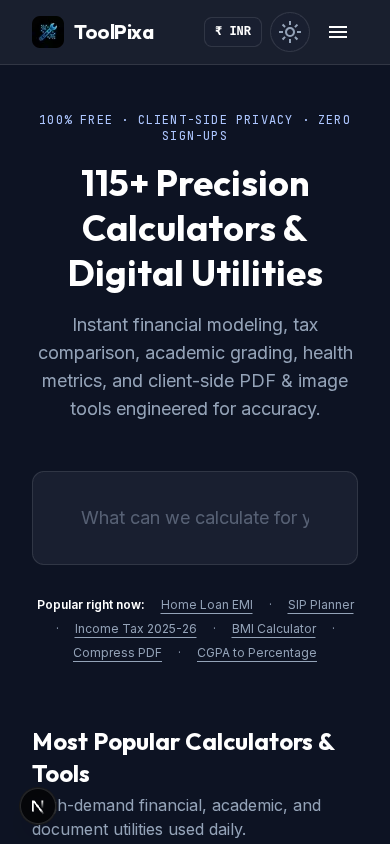 ToolPixa
₹ INR
100% FREE · CLIENT-SIDE PRIVACY · ZERO
SIGN-UPS
115+ Precision
Calculators &
Digital Utilities
Instant financial modeling, tax
comparison, academic grading, health
metrics, and client-side PDF & image
tools engineered for accuracy.
What can we calculate for
Popular right now: Home Loan EMI · SIP Planner
· Income Tax 2025-26 · BMI Calculator ·
Compress PDF · CGPA to Percentage
Most Popular Calculators &
Tools
N
h-demand financial, academic, and
document utilities used daily.